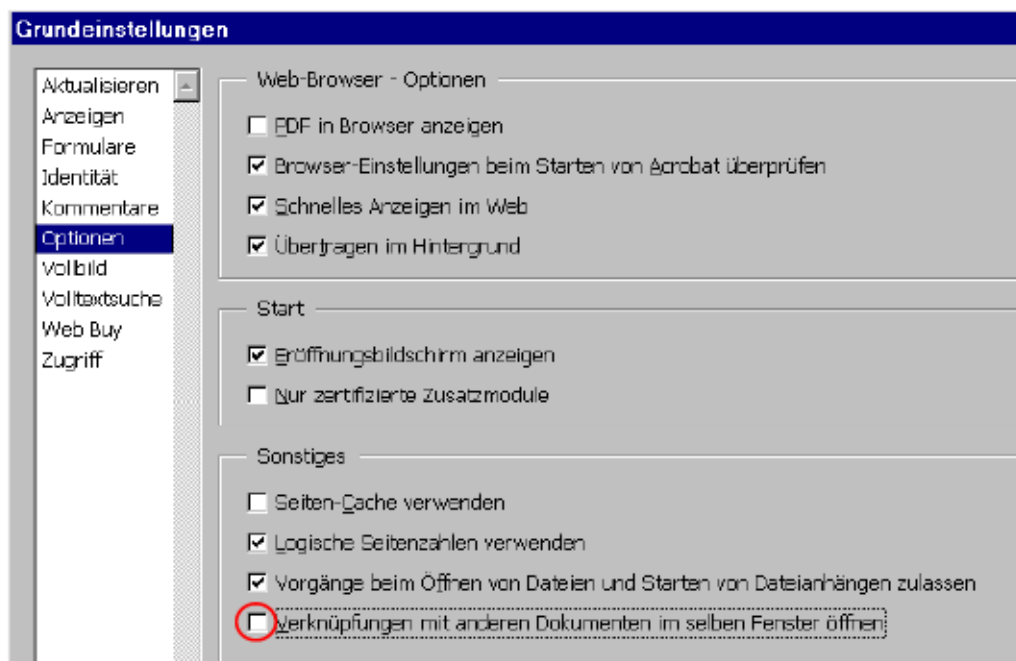 Grundeinstellungen
Aktualisieren
Anzeigen
Formulare
Identität
Kommentare
Optionen
Vollbild
Volltextsuche
Web Buy
Zugriff
Web-Browser - Optionen
PDF in Browser anzeigen
Browser-Einstellungen beim Starten von Acrobat überprüfen
Schnelles Anzeigen im Web
Übertragen im Hintergrund
Start
Eröffnungsbildschirm anzeigen
Nur zertifizierte Zusatzmodule
Sonstiges
Seiten-Cache verwenden
Logische Seitenzahlen verwenden
Vorgänge beim Öffnen von Dateien und Starten von Dateianhängen zulassen
Verknüpfungen mit anderen Dokumenten im selben Fenster öffnen